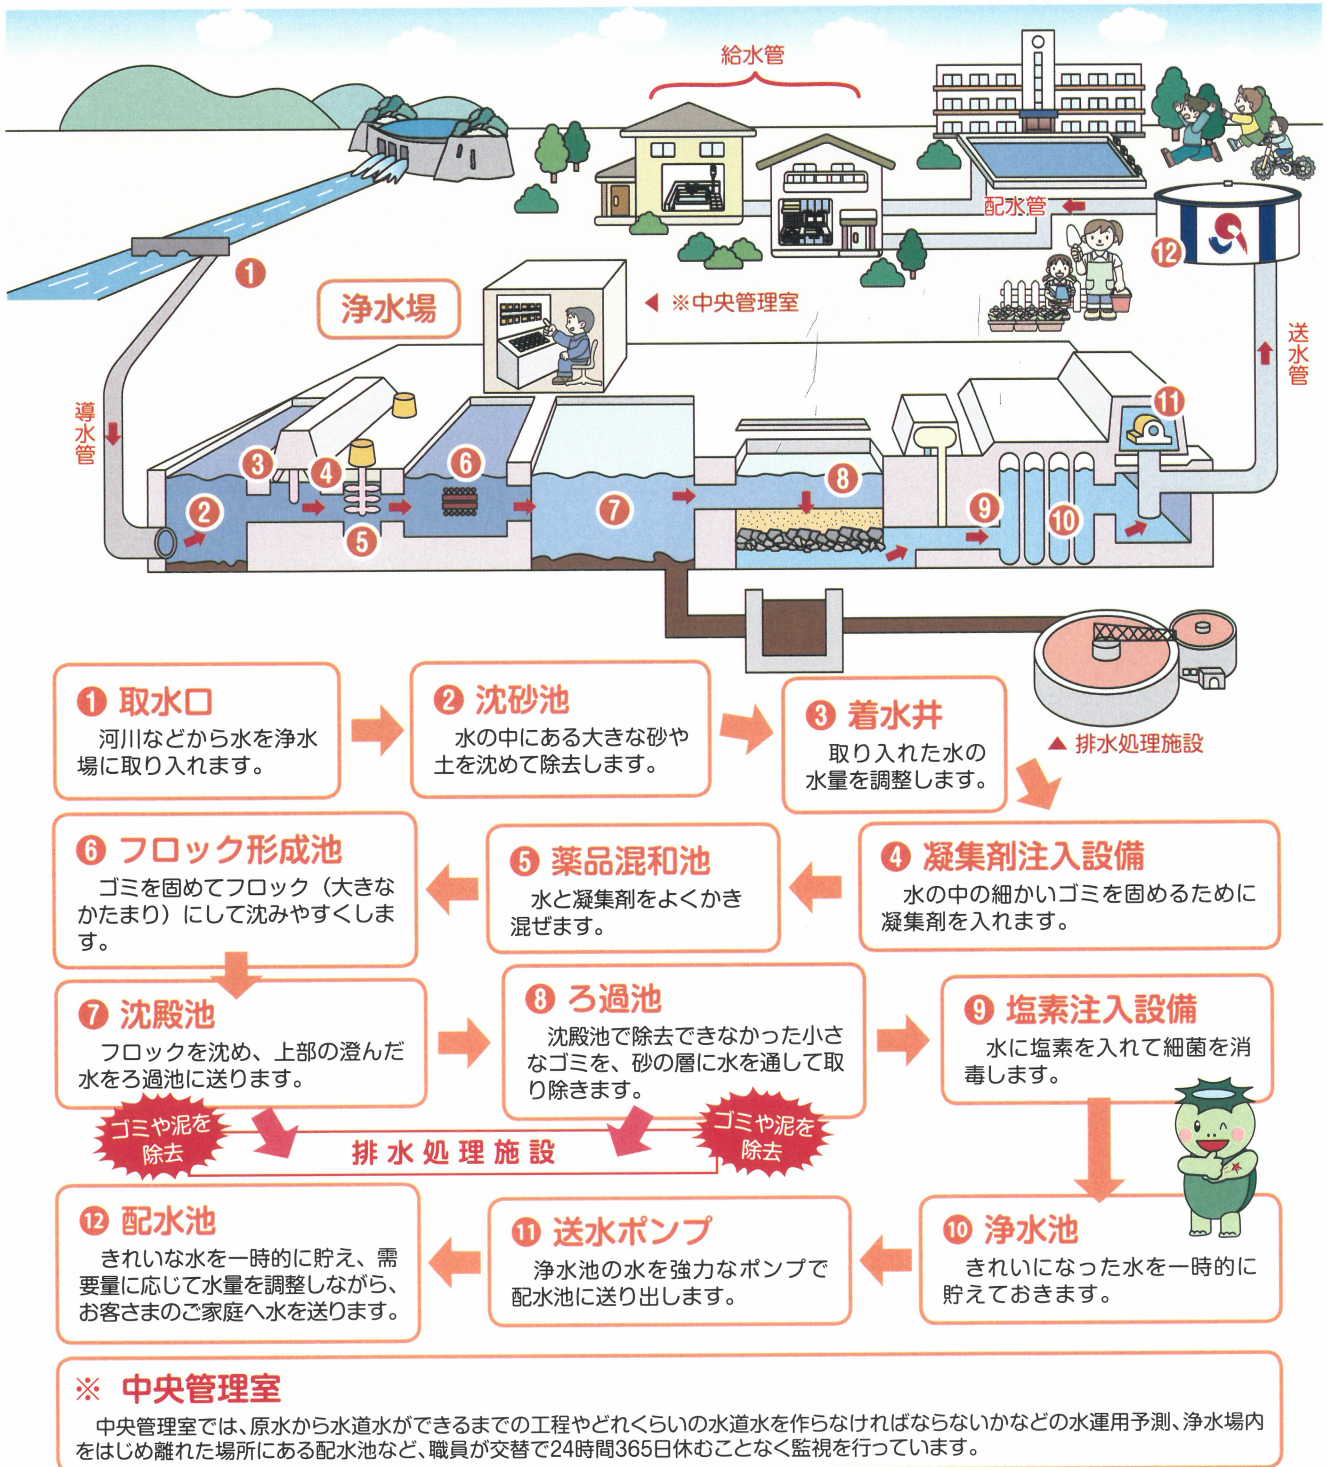 給水管
配水管
⑫
①
浄水場
◀ ※中央管理室
送水管
導水管
⑪
③
④
⑥
⑧
②
⑤
⑦
⑨
⑩
▲ 排水処理施設
① 取水口
河川などから水を浄水
場に取り入れます。
② 沈砂池
水の中にある大きな砂や
土を沈めて除去します。
③ 着水井
取り入れた水の
水量を調整します。
⑥ フロック形成池
ゴミを固めてフロック（大きな
かたまり）にして沈みやすくしま
す。
⑤ 薬品混和池
水と凝集剤をよくかき
混ぜます。
④ 凝集剤注入設備
水の中の細かいゴミを固めるために
凝集剤を入れます。
⑦ 沈殿池
フロックを沈め、上部の澄んだ
水をろ過池に送ります。
⑧ ろ過池
沈殿池で除去できなかった小さ
なゴミを、砂の層に水を通して取
り除きます。
⑨ 塩素注入設備
水に塩素を入れて細菌を消
毒します。
ゴミや泥を
除去
排水処理施設
ゴミや泥を
除去
⑫ 配水池
きれいな水を一時的に貯え、需
要量に応じて水量を調整しながら、
お客さまのご家庭へ水を送ります。
⑪ 送水ポンプ
浄水池の水を強力なポンプで
配水池に送り出します。
⑩ 浄水池
きれいになった水を一時的に
貯えておきます。
※ 中央管理室
中央管理室では、原水から水道水ができるまでの工程やどれくらいの水道水を作らなければならないかなどの水運用予測、浄水場内
をはじめ離れた場所にある配水池など、職員が交替で24時間365日休むことなく監視を行っています。